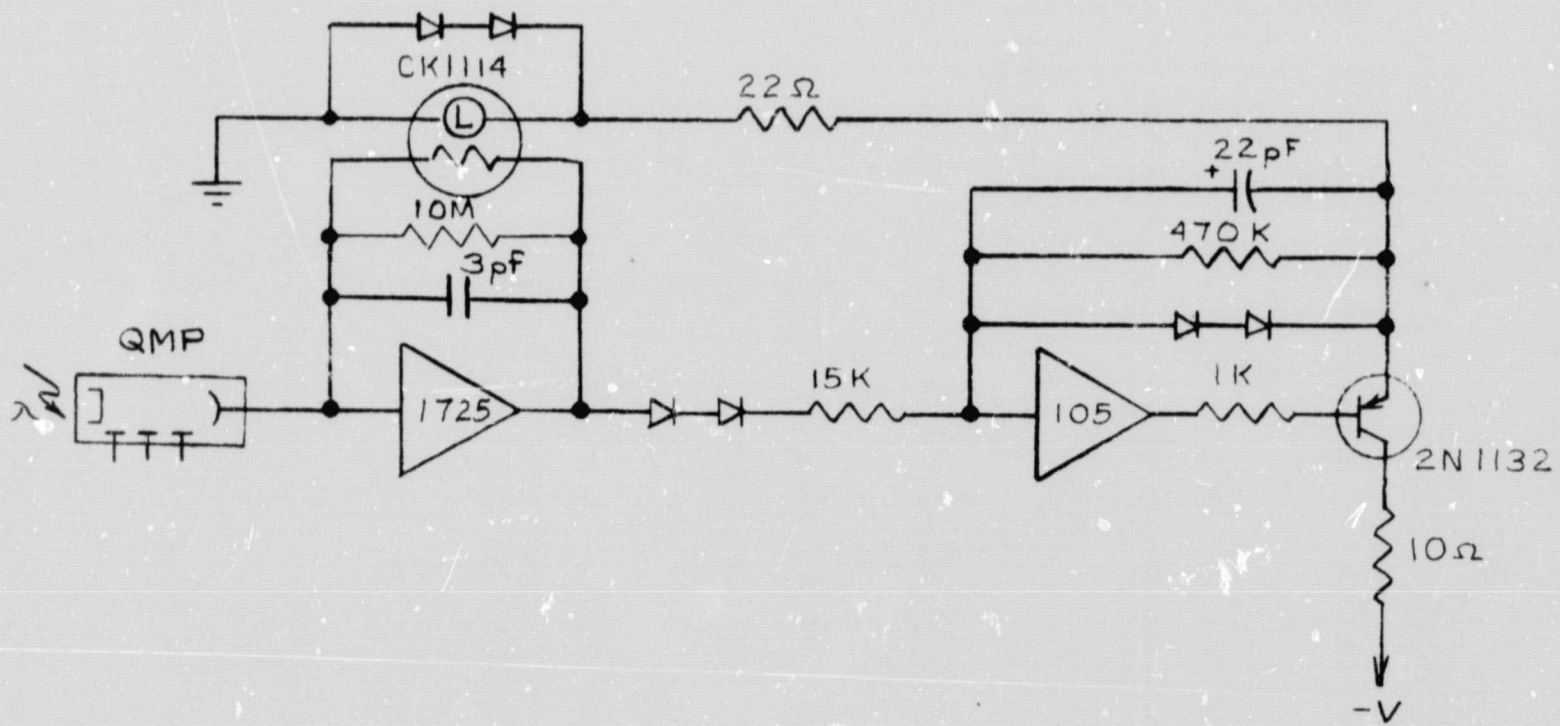 CK1114
L
22Ω
22pF
+
10M
470K
3pF
QMP
λ
1725
15K
105
1K
2N1132
10Ω
-V